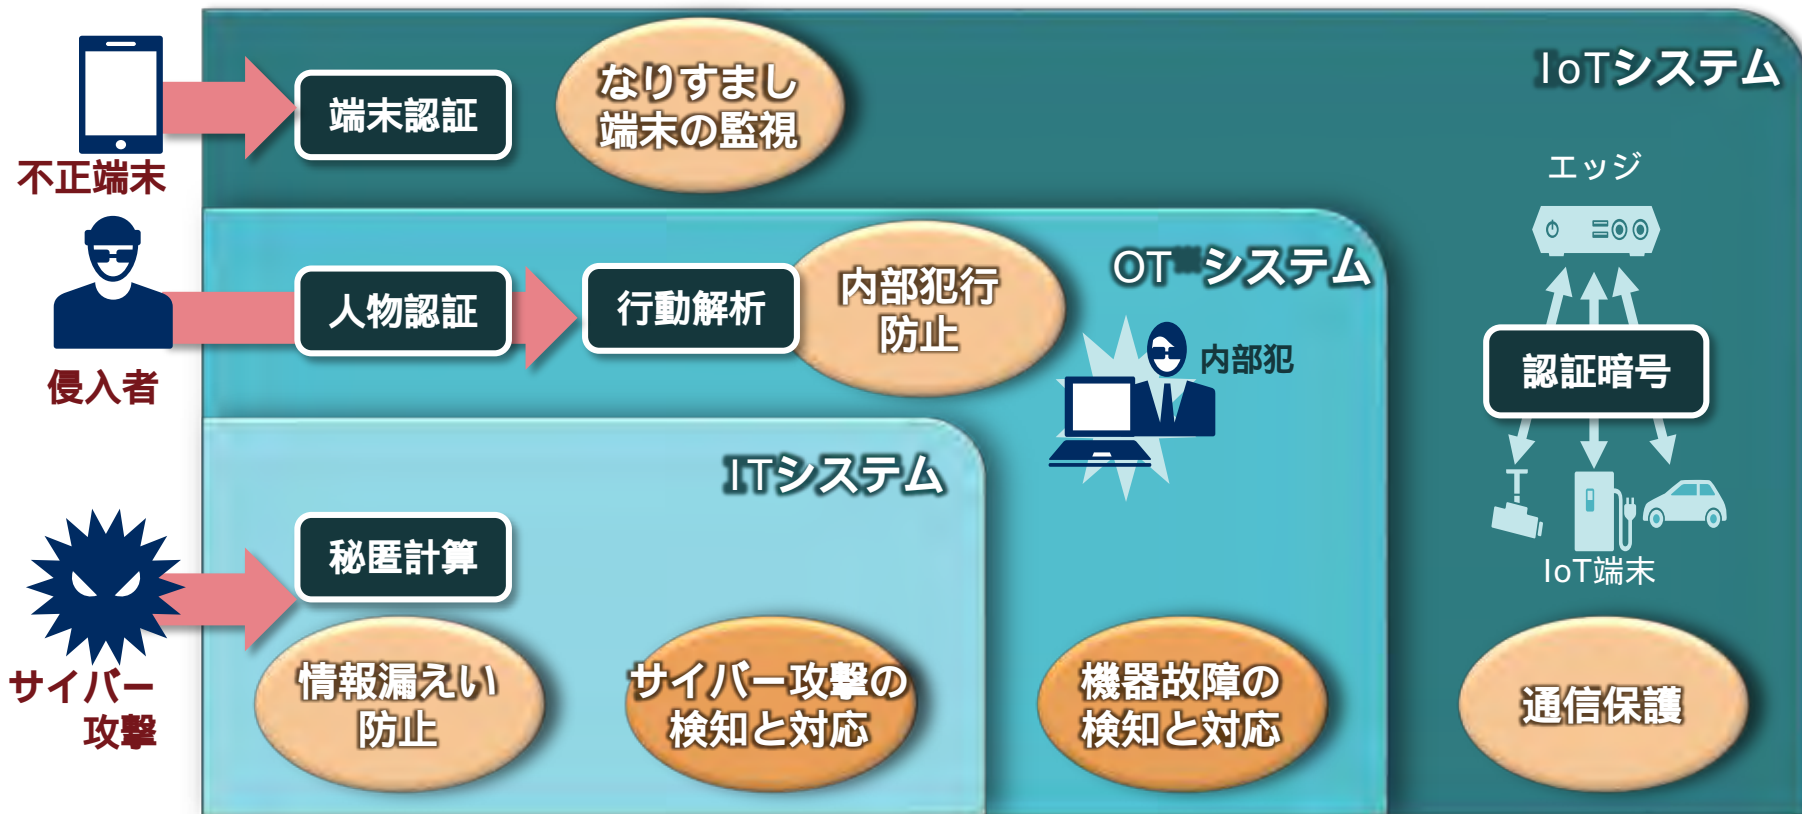 IoTシステム
端末認証
なりすまし
端末の監視
不正端末
エッジ
OT システム
人物認証
行動解析
内部犯行
防止
内部犯
侵入者
認証暗号
ITシステム
秘匿計算
IoT端末
サイバー
攻撃
情報漏えい
防止
サイバー攻撃の
検知と対応
機器故障の
検知と対応
通信保護